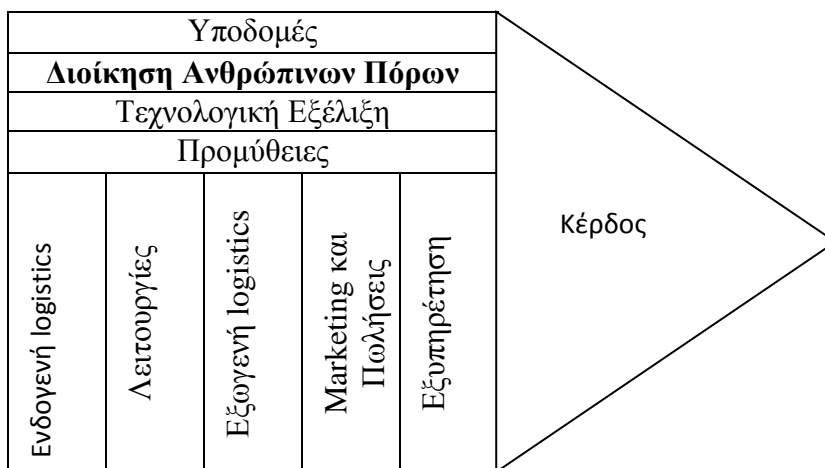 Υποδομές
Διοίκηση Ανθρώπινων Πόρων
Τεχνολογική Εξέλιξη
Προμύθειες
Ενδογενή logistics
Λειτουργίες
Εξωγενή logistics
Marketing και
Πωλήσεις
Εξυπηρέτηση
Κέρδος